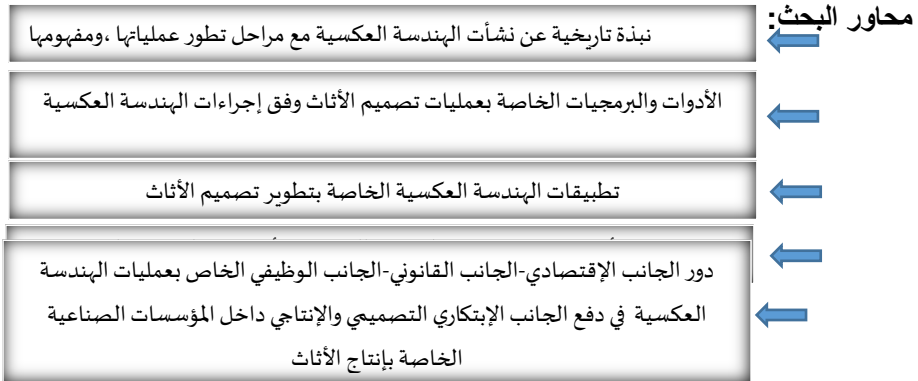 محاور البحث:
نبذة تاريخية عن نشأت الهندسة العكسية مع مراحل تطور عملياتها ،ومفهومها
الأدوات والبرمجيات الخاصة بعمليات تصميم الأثاث وفق إجراءات الهندسة العكسية
تطبيقات الهندسة العكسية الخاصة بتطوير تصميم الأثاث
دور الجانب الإقتصادي-الجانب القانوني-الجانب الوظيفي الخاص بعمليات الهندسة
العكسية في دفع الجانب الإبتكاري التصميمي والإنتاجي داخل المؤسسات الصناعية
الخاصة بإنتاج الأثاث